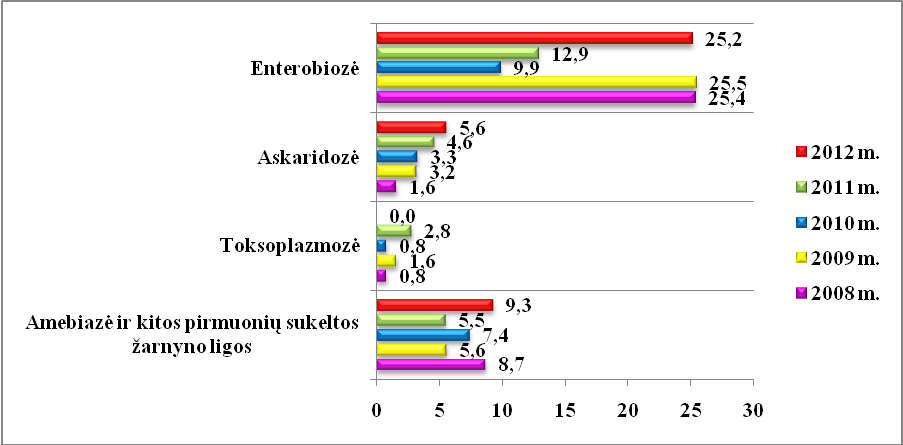 Enterobiozė
25,2
12,9
9,9
25,5
25,4
Askaridozė
5,6
4,6
3,3
3,2
1,6
Toksoplazmozė
0,0
2,8
0,8
1,6
0,8
Amebiazė ir kitos pirmuonių sukeltos
žarnyno ligos
9,3
5,5
7,4
5,6
8,7
0 5 10 15 20 25 30
2012 m.
2011 m.
2010 m.
2009 m.
2008 m.